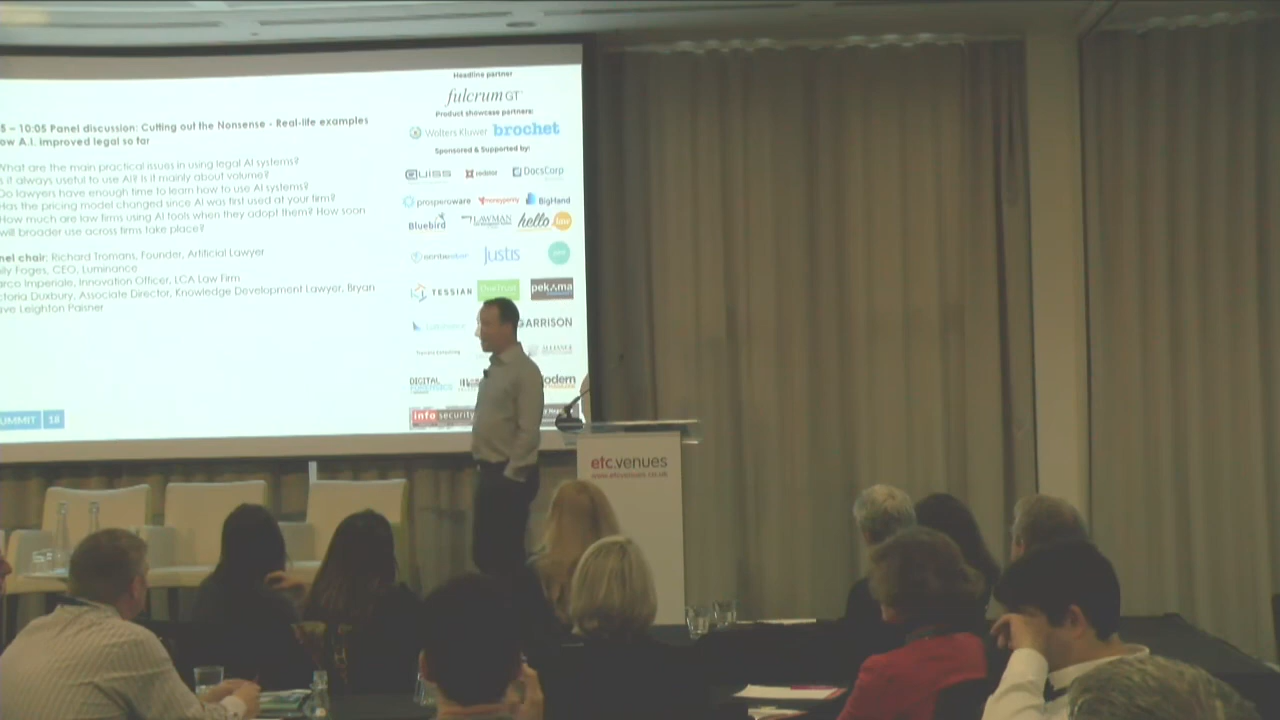 5 – 10:05 Panel discussion: Cutting out the Nonsense - Real-life examples
ow A.I. improved legal so far
What are the main practical issues in using legal AI systems?
s it always useful to use AI? Is it mainly about volume?
Do lawyers have enough time to learn how to use AI systems?
Has the pricing model changed since AI was first used at your firm?
How much are law firms using AI tools when they adopt them? How soon
will broader use across firms take place?
nel chair: Richard Tromans, Founder, Artificial Lawyer
ily Foges, CEO, Luminance
arco Imperiale, Innovation Officer, LCA Law Firm
ctoria Duxbury, Associate Director, Knowledge Development Lawyer, Bryan
ave Leighton Paisner
UMMIT 18
Headline partner
fulcrum GT
Product showcase partners:
Wolters Kluwer brochet
Sponsored & Supported by:
QUISS DocsCorp
prosperoware moneypenny BigHand
Bluebird LAWMAN hello law
Justis
TESSIAN pekama
GARRISON
DIGITAL odern
info security
etc.venues
www.etcvenues.co.uk